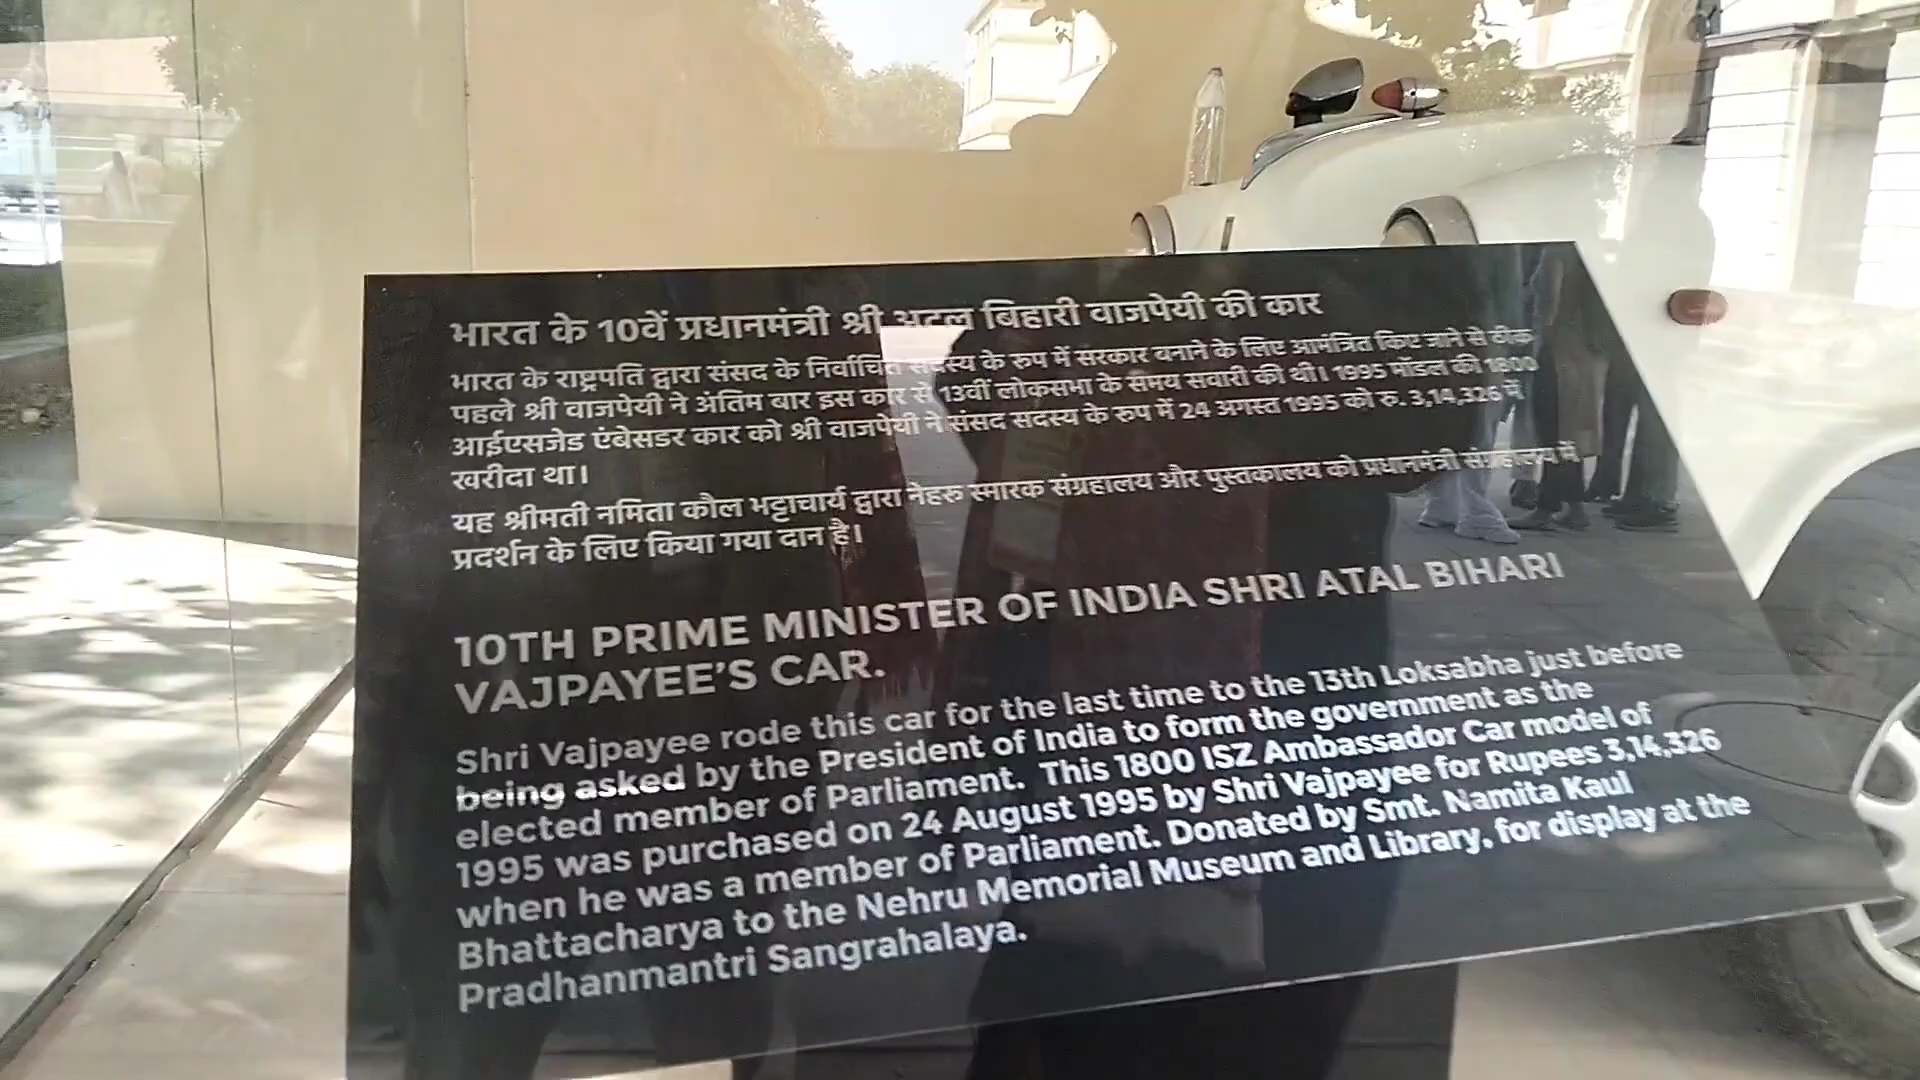 भारत के 10वें प्रधानमंत्री श्री अटल बिहारी वाजपेयी की कार
भारत के राष्ट्रपति द्वारा संसद के निर्वाचित सदस्य के रूप में सरकार बनाने के लिए आमंत्रित किए जाने से ठीक
पहले श्री वाजपेयी ने अंतिम बार इस कार से 13वीं लोकसभा के समय सवारी की थी। 1995 मॉडल की 1800
आईएसजेड एंबेसडर कार को श्री वाजपेयी ने संसद सदस्य के रूप में 24 अगस्त 1995 को रु. 3,14,326 में
खरीदा था।
यह श्रीमती नमिता कौल भट्टाचार्य द्वारा नेहरू स्मारक संग्रहालय और पुस्तकालय को प्रधानमंत्री संग्रहालय में
प्रदर्शन के लिए किया गया दान है।
10TH PRIME MINISTER OF INDIA SHRI ATAL BIHARI
VAJPAYEE'S CAR.
Shri Vajpayee rode this car for the last time to the 13th Loksabha just before
being asked by the President of India to form the government as the
elected member of Parliament. This 1800 ISZ Ambassador Car model of
1995 was purchased on 24 August 1995 by Shri Vajpayee for Rupees 3,14,326
when he was a member of Parliament. Donated by Smt. Namita Kaul
Bhattacharya to the Nehru Memorial Museum and Library, for display at the
Pradhanmantri Sangrahalaya.